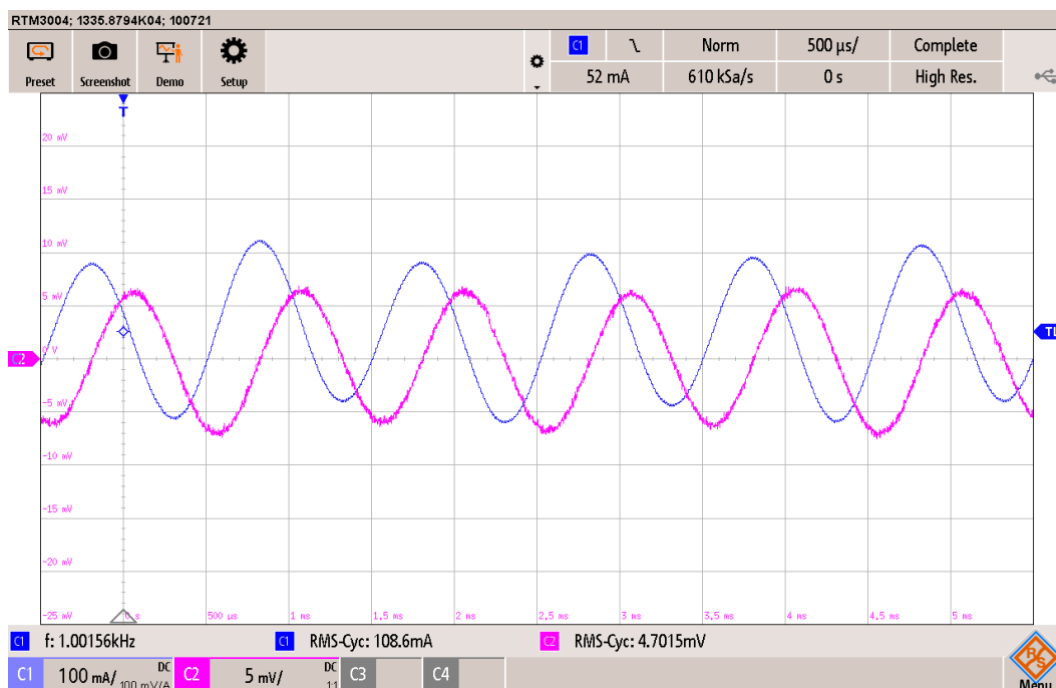 RTM3004; 1335.8794K04; 100721
Preset Screenshot Demo Setup
C1 Norm 500 µs/ Complete
52 mA 610 kSa/s 0 s High Res.
T
20 mV
15 mV
10 mV
5 mV
C2 0 V
-5 mV
-10 mV
-15 mV
-20 mV
-25 mV 0 s 500 µs 1 ms 1.5 ms 2 ms 2.5 ms 3 ms 3.5 ms 4 ms 4.5 ms 5 ms
C1 f: 1.00156kHz C1 RMS-Cyc: 108.6mA C2 RMS-Cyc: 4.7015mV
C1 100 mA/ DC 100 mV/A C2 5 mV/ DC 1:1 C3 C4
R S
Menu